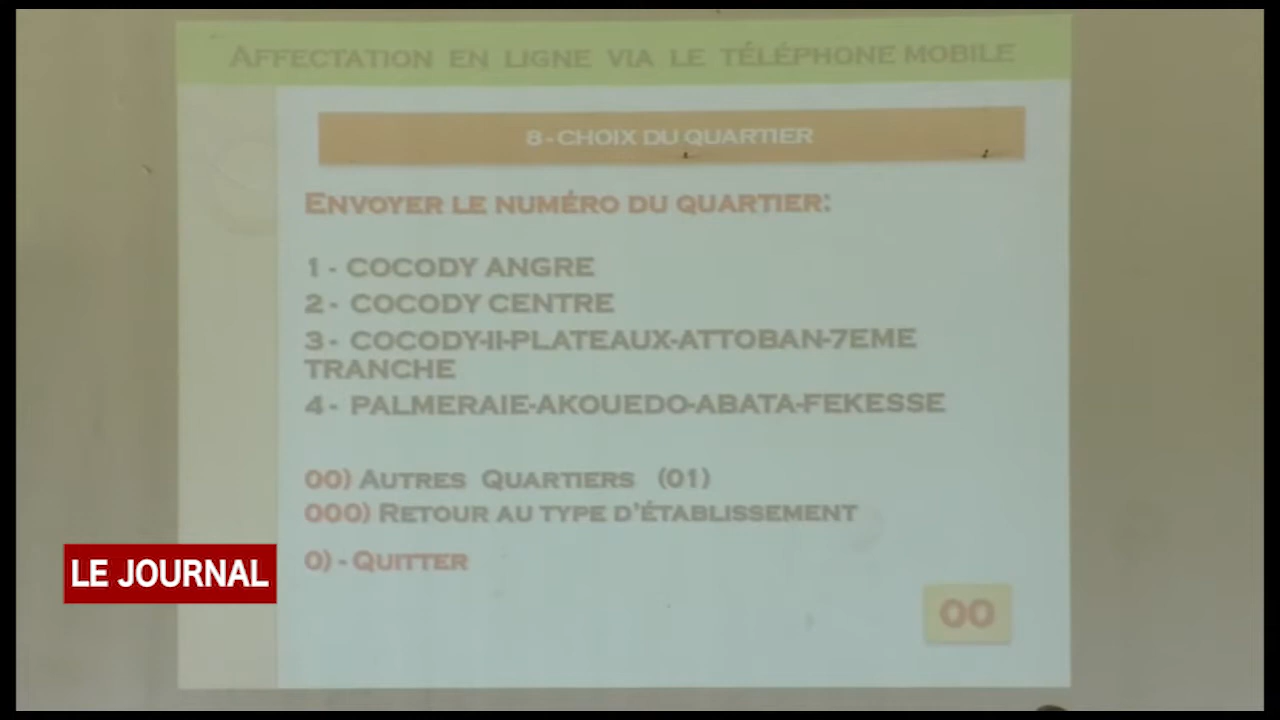 AFFECTATION EN LIGNE VIA LE TÉLÉPHONE MOBILE
8-CHOIX DU QUARTIER
ENVOYER LE NUMÉRO DU QUARTIER:
1- COCODY ANGRE
2- COCODY CENTRE
3- COCODY-II-PLATEAUX-ATTOBAN-7EME
TRANCHE
4- PALMERAIE-AKOUEDO-ABATA-FEKESSE
00) AUTRES QUARTIERS (01)
000) RETOUR AU TYPE D'ÉTABLISSEMENT
0) - QUITTER
LE JOURNAL
00